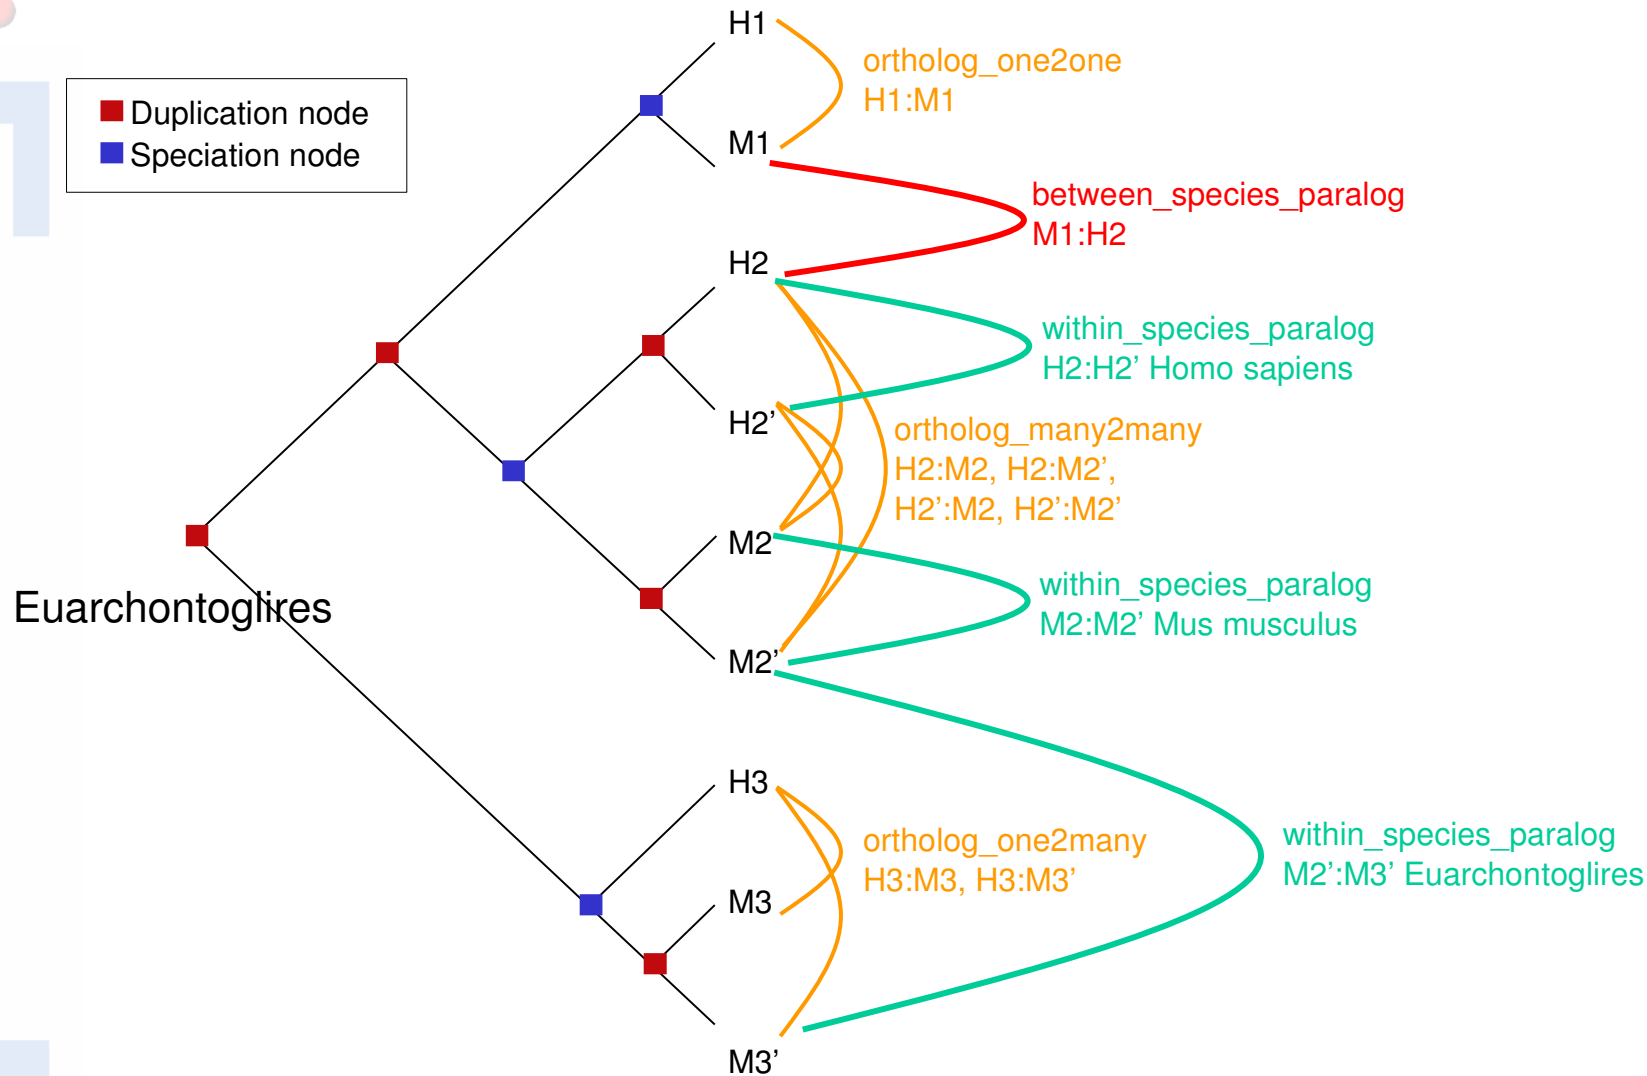 H1
ortholog_one2one
H1:M1
Duplication node
Speciation node
M1
between_species_paralog
M1:H2
H2
within_species_paralog
H2:H2’ Homo sapiens
H2’
ortholog_many2many
H2:M2, H2:M2’,
H2’:M2, H2’:M2’
M2
within_species_paralog
M2:M2’ Mus musculus
Euarchontoglires
M2’
H3
ortholog_one2many
H3:M3, H3:M3’
within_species_paralog
M2’:M3’ Euarchontoglires
M3
M3’